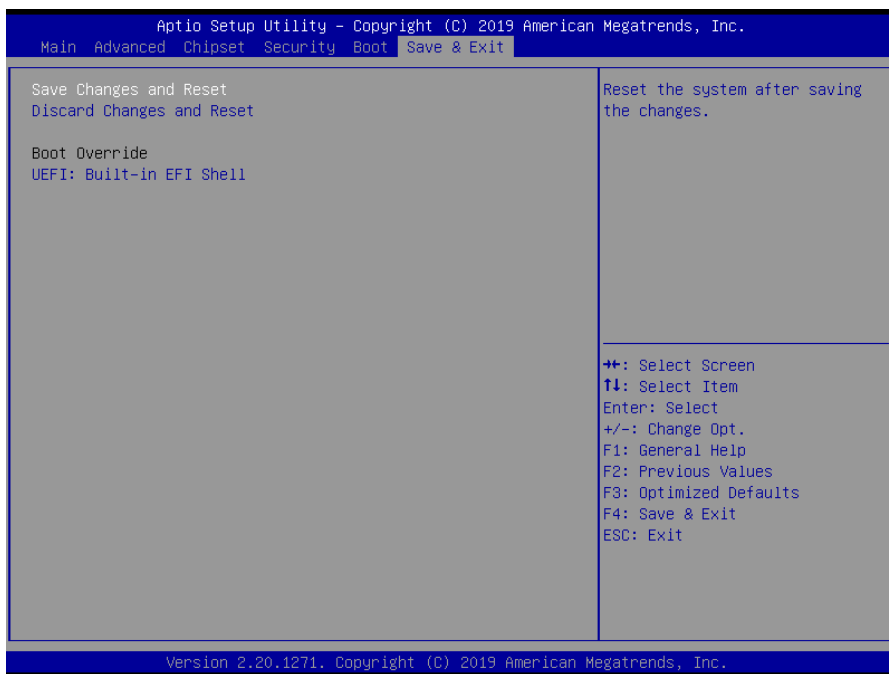 Aptio Setup Utility – Copyright (C) 2019 American Megatrends, Inc.
Main Advanced Chipset Security Boot Save & Exit
Save Changes and Reset
Discard Changes and Reset
Boot Override
UEFI: Built-in EFI Shell
Reset the system after saving
the changes.
→←: Select Screen
↑↓: Select Item
Enter: Select
+/-: Change Opt.
F1: General Help
F2: Previous Values
F3: Optimized Defaults
F4: Save & Exit
ESC: Exit
Version 2.20.1271. Copyright (C) 2019 American Megatrends, Inc.